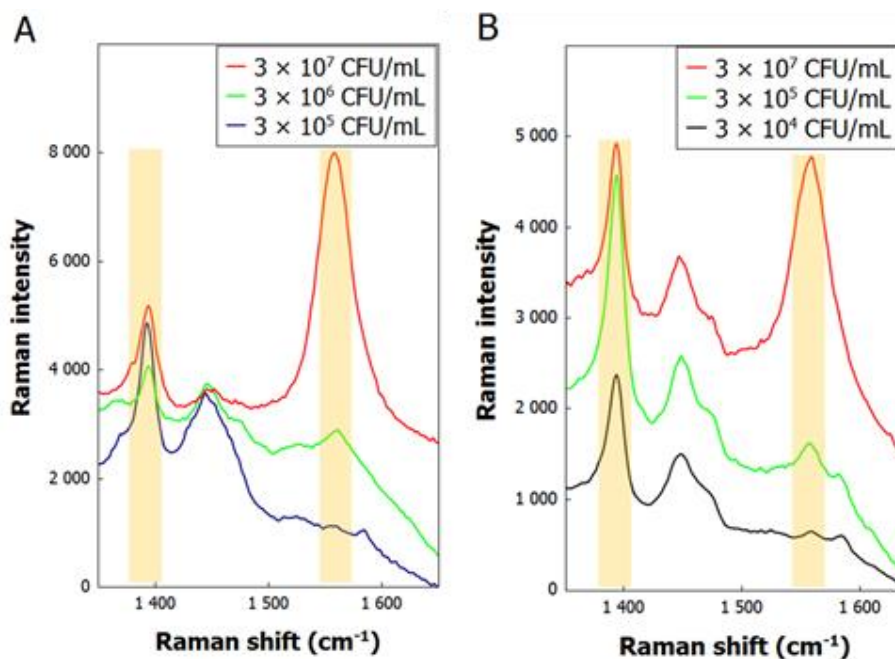 A
3 × 10⁷ CFU/mL
3 × 10⁶ CFU/mL
3 × 10⁵ CFU/mL
8 000
6 000
4 000
2 000
0
Raman intensity
1 400
1 500
1 600
Raman shift (cm⁻¹)
B
3 × 10⁷ CFU/mL
3 × 10⁵ CFU/mL
3 × 10⁴ CFU/mL
5 000
4 000
3 000
2 000
1 000
0
Raman intensity
1 400
1 500
1 600
Raman shift (cm⁻¹)